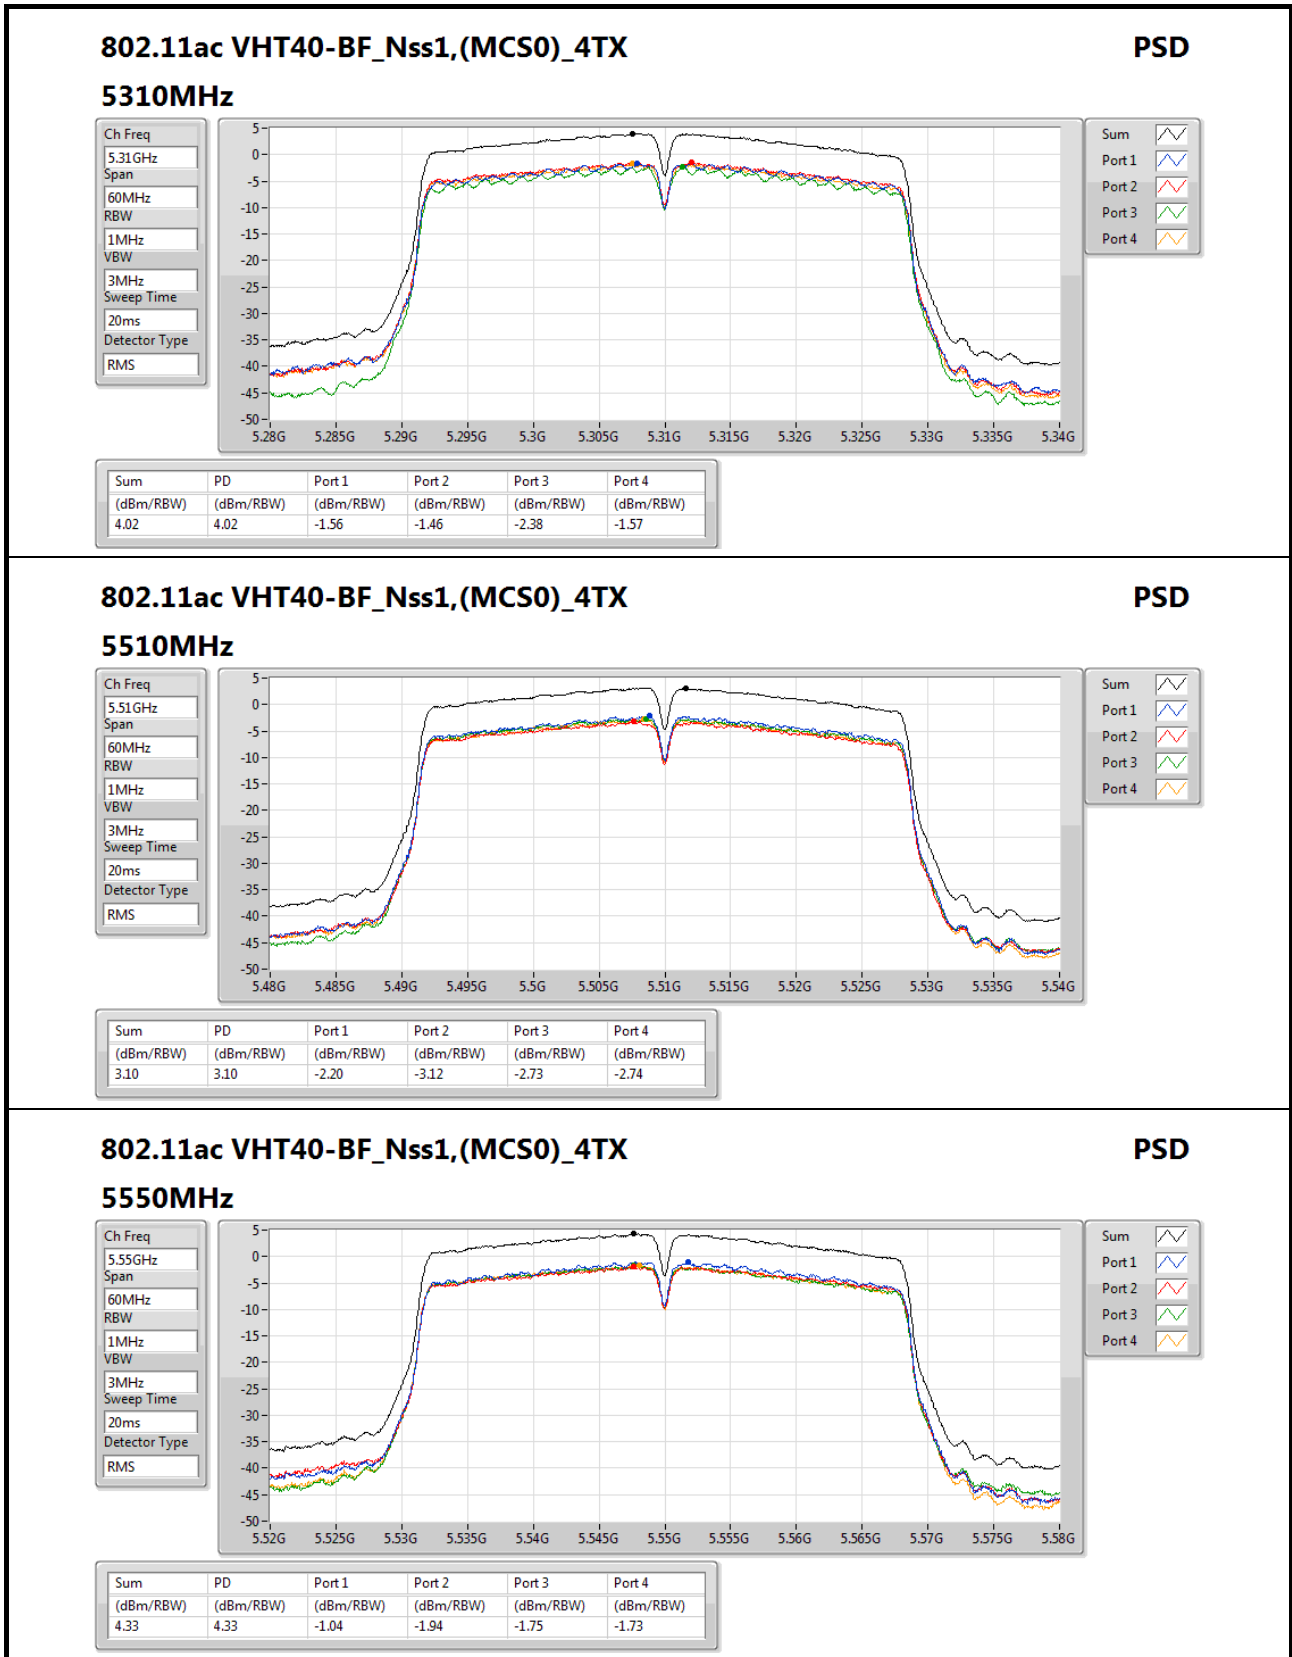 802.11ac VHT40-BF_Nss1,(MCS0)_4TX PSD
5310MHz
Ch Freq
5.31GHz
Span
60MHz
RBW
1MHz
VBW
3MHz
Sweep Time
20ms
Detector Type
RMS
5
0
-5
-10
-15
-20
-25
-30
-35
-40
-45
-50
5.28G 5.285G 5.29G 5.295G 5.3G 5.305G 5.31G 5.315G 5.32G 5.325G 5.33G 5.335G 5.34G
Sum
Port 1
Port 2
Port 3
Port 4
Sum PD Port 1 Port 2 Port 3 Port 4
(dBm/RBW) (dBm/RBW) (dBm/RBW) (dBm/RBW) (dBm/RBW) (dBm/RBW)
4.02 4.02 -1.56 -1.46 -2.38 -1.57
802.11ac VHT40-BF_Nss1,(MCS0)_4TX PSD
5510MHz
Ch Freq
5.51GHz
Span
60MHz
RBW
1MHz
VBW
3MHz
Sweep Time
20ms
Detector Type
RMS
5
0
-5
-10
-15
-20
-25
-30
-35
-40
-45
-50
5.48G 5.485G 5.49G 5.495G 5.5G 5.505G 5.51G 5.515G 5.52G 5.525G 5.53G 5.535G 5.54G
Sum
Port 1
Port 2
Port 3
Port 4
Sum PD Port 1 Port 2 Port 3 Port 4
(dBm/RBW) (dBm/RBW) (dBm/RBW) (dBm/RBW) (dBm/RBW) (dBm/RBW)
3.10 3.10 -2.20 -3.12 -2.73 -2.74
802.11ac VHT40-BF_Nss1,(MCS0)_4TX PSD
5550MHz
Ch Freq
5.55GHz
Span
60MHz
RBW
1MHz
VBW
3MHz
Sweep Time
20ms
Detector Type
RMS
5
0
-5
-10
-15
-20
-25
-30
-35
-40
-45
-50
5.52G 5.525G 5.53G 5.535G 5.54G 5.545G 5.55G 5.555G 5.56G 5.565G 5.57G 5.575G 5.58G
Sum
Port 1
Port 2
Port 3
Port 4
Sum PD Port 1 Port 2 Port 3 Port 4
(dBm/RBW) (dBm/RBW) (dBm/RBW) (dBm/RBW) (dBm/RBW) (dBm/RBW)
4.33 4.33 -1.04 -1.94 -1.75 -1.73